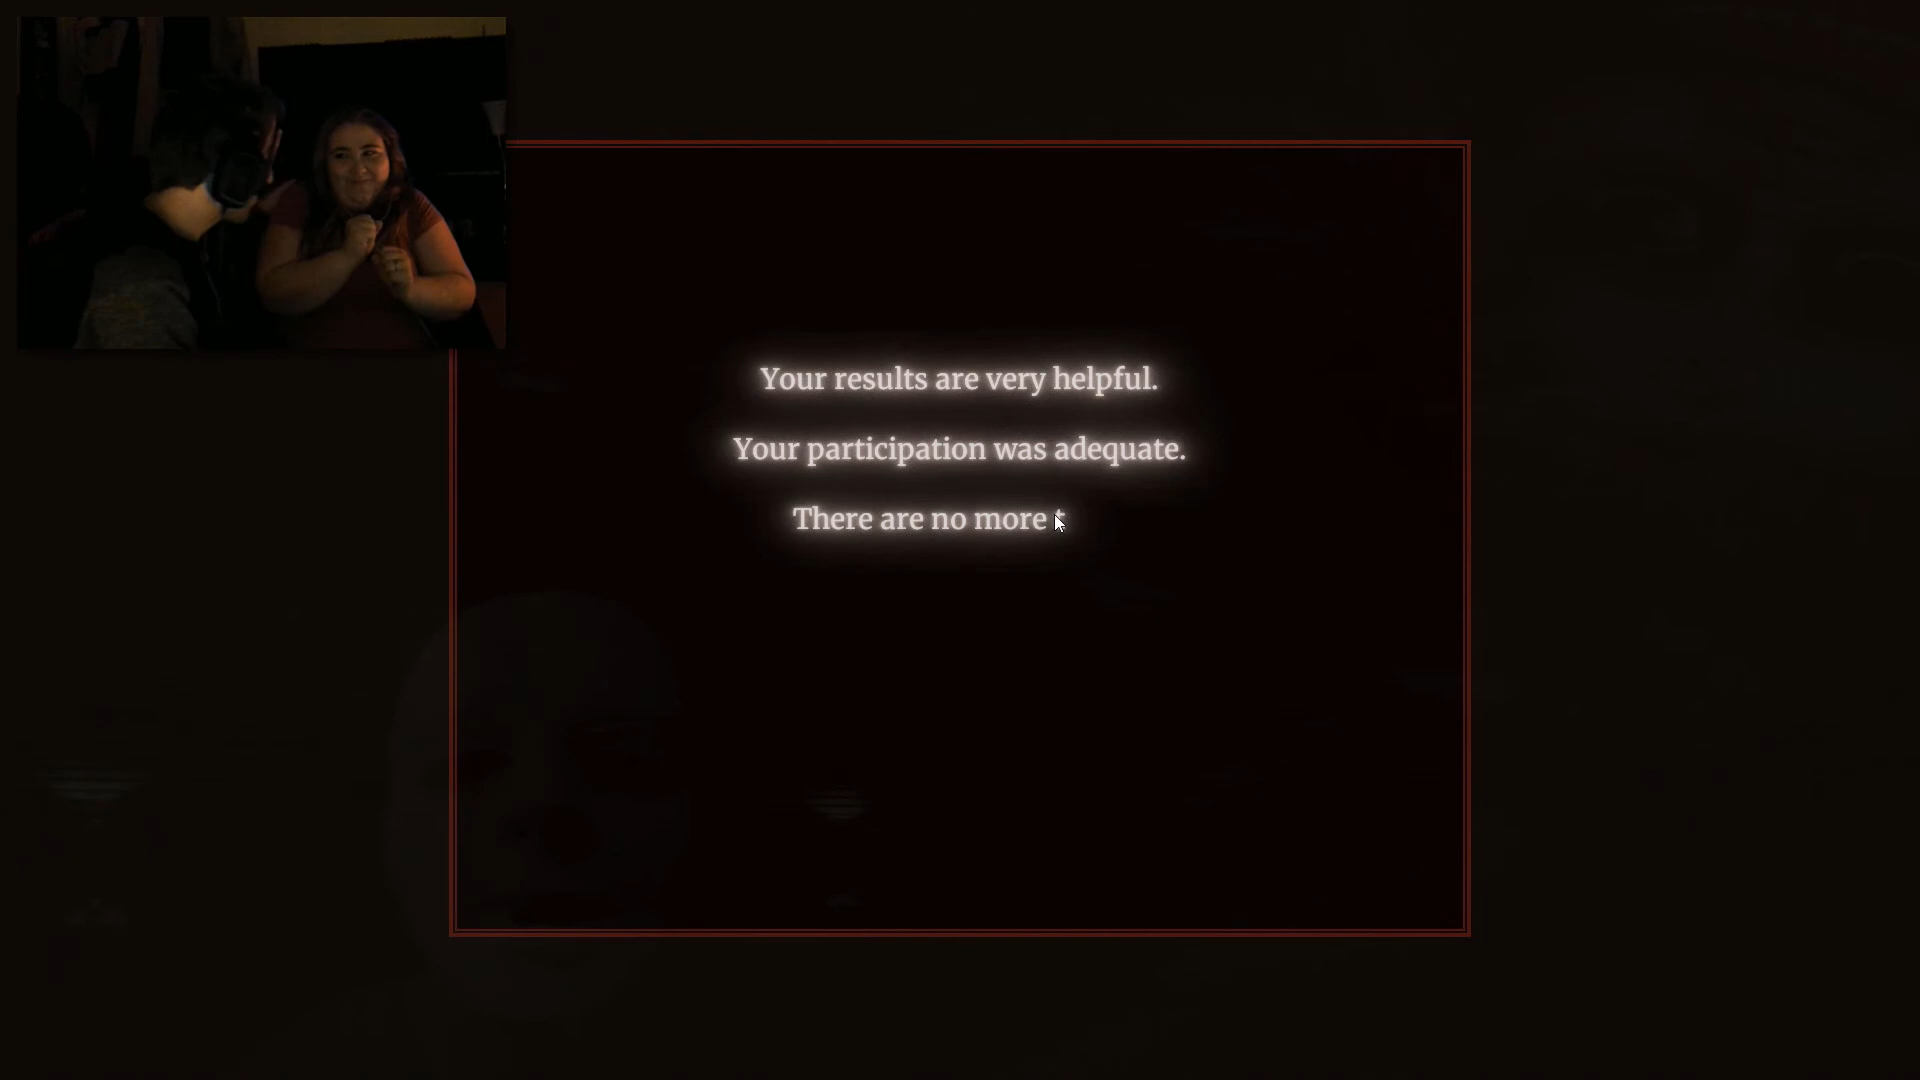 Your results are very helpful.
Your participation was adequate.
There are no more t